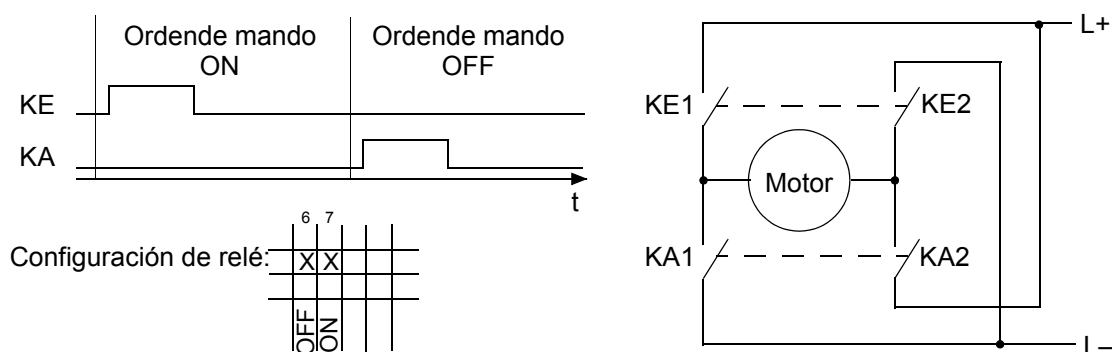 Ordende mando
ON
Ordende mando
OFF
KE
KA
t
6 7
Configuración de relé:
X X
OFF
ON
L+
KE1
KE2
Motor
KA1
KA2
L–